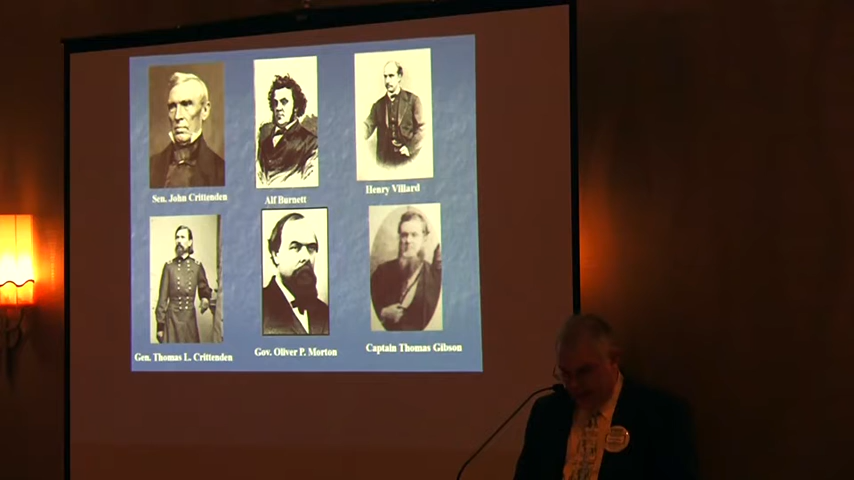 Sen. John Crittenden
Alf Burnett
Henry Villard
Gen. Thomas L. Crittenden
Gov. Oliver P. Morton
Captain Thomas Gibson